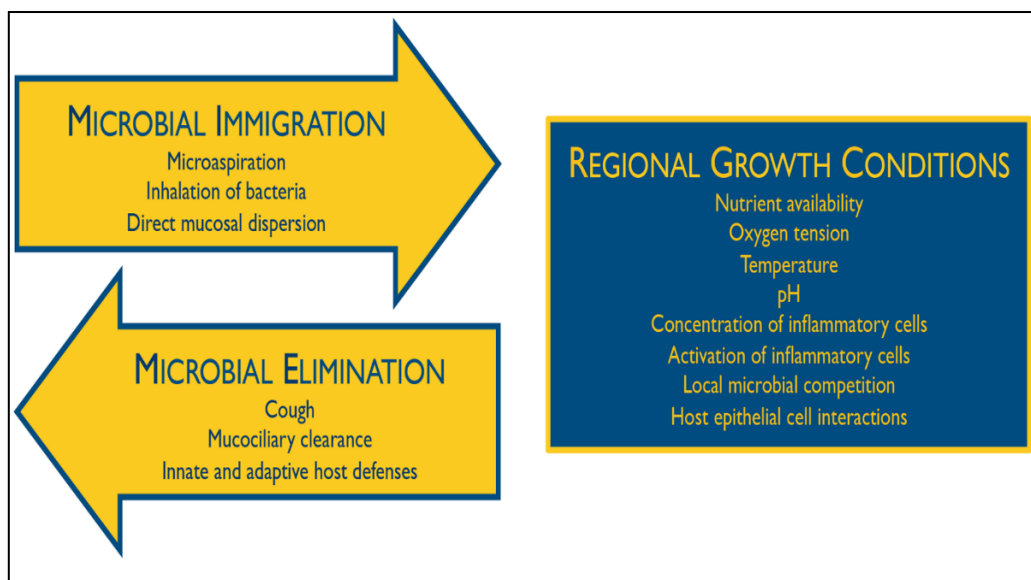 MICROBIAL IMMIGRATION
Microaspiration
Inhalation of bacteria
Direct mucosal dispersion
MICROBIAL ELIMINATION
Cough
Mucociliary clearance
Innate and adaptive host defenses
REGIONAL GROWTH CONDITIONS
Nutrient availability
Oxygen tension
Temperature
pH
Concentration of inflammatory cells
Activation of inflammatory cells
Local microbial competition
Host epithelial cell interactions